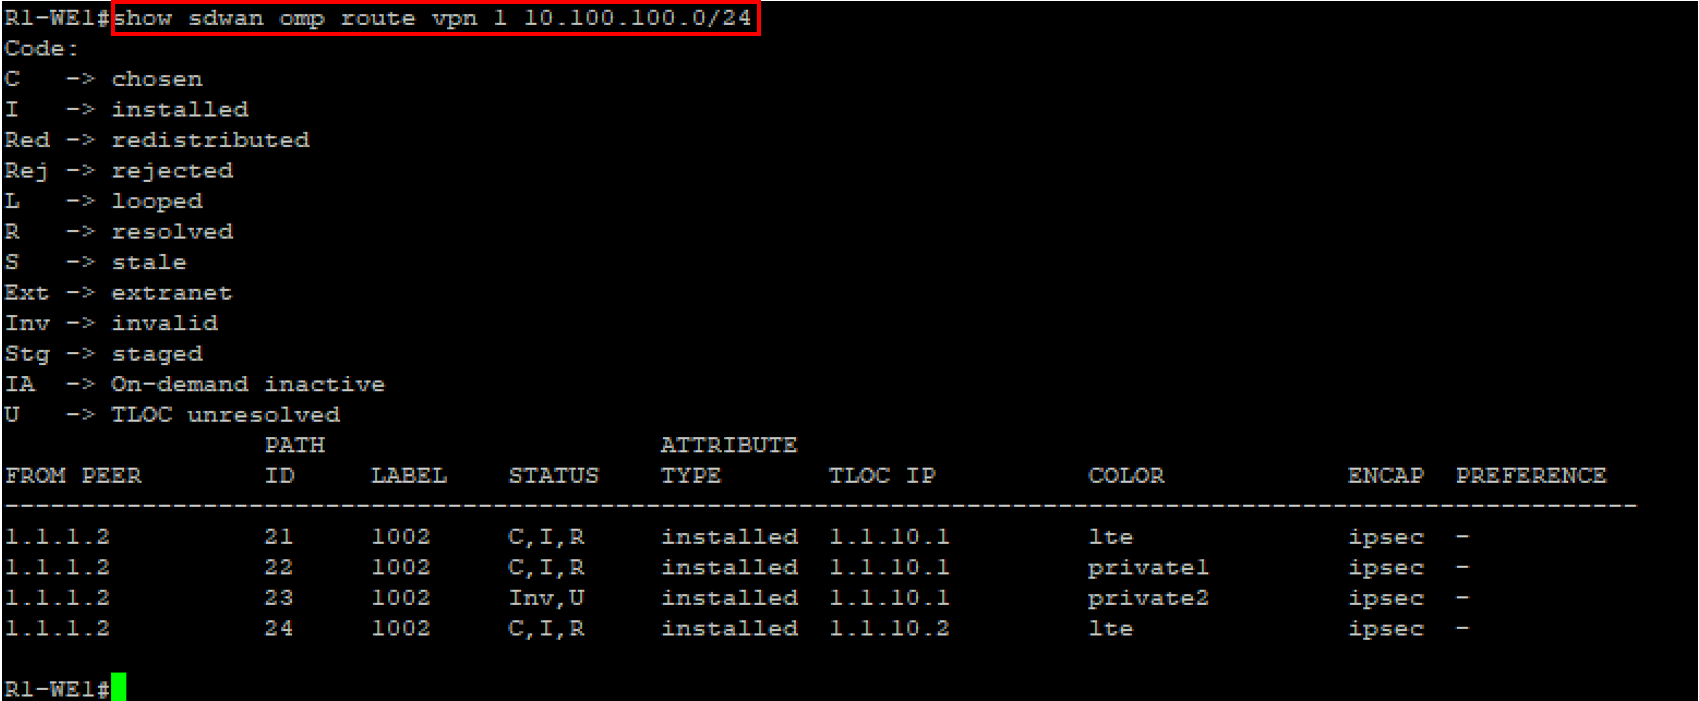 R1-WE1#show sdwan omp route vpn 1 10.100.100.0/24
Code:
C   -> chosen
I   -> installed
Red -> redistributed
Rej -> rejected
L   -> looped
R   -> resolved
S   -> stale
Ext -> extranet
Inv -> invalid
Stg -> staged
IA  -> On-demand inactive
U   -> TLOC unresolved
                 PATH                      ATTRIBUTE
FROM PEER        ID     LABEL    STATUS    TYPE       TLOC IP          COLOR            ENCAP  PREFERENCE
-----------------------------------------------------------------------------------------------------------
1.1.1.2          21     1002     C,I,R     installed  1.1.10.1         lte              ipsec  -
1.1.1.2          22     1002     C,I,R     installed  1.1.10.1         private1         ipsec  -
1.1.1.2          23     1002     Inv,U     installed  1.1.10.1         private2         ipsec  -
1.1.1.2          24     1002     C,I,R     installed  1.1.10.2         lte              ipsec  -
R1-WE1#